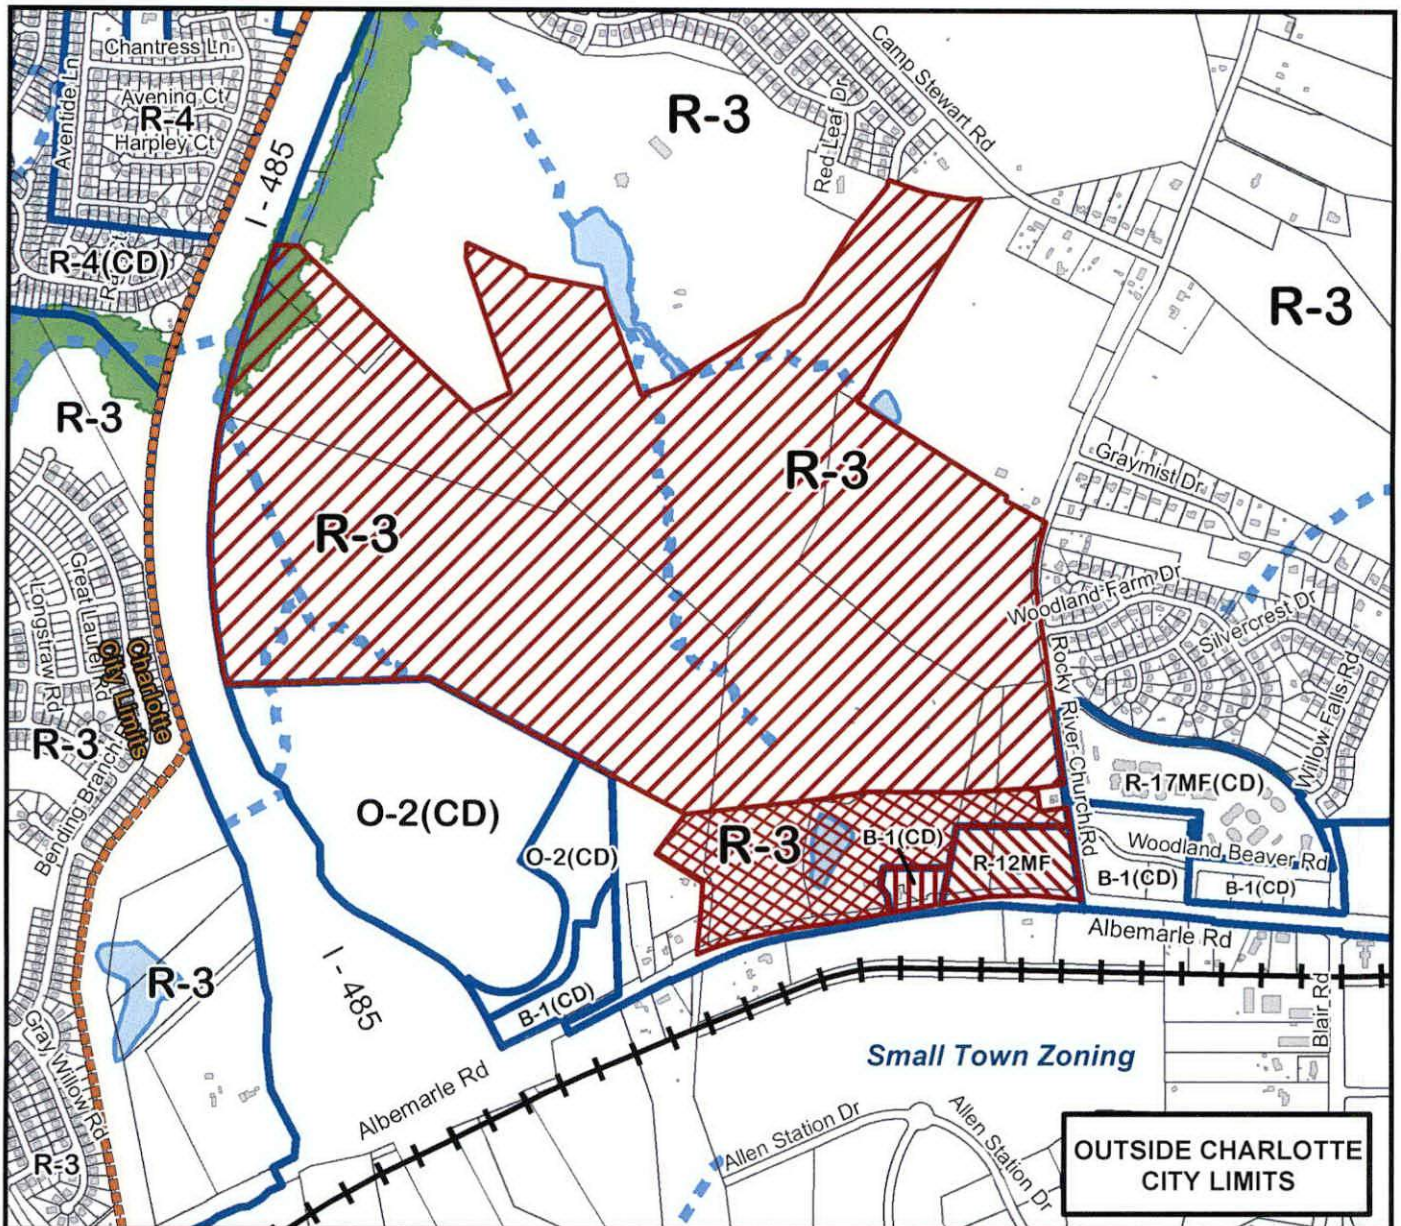 Chantress Ln
Avening Ct
R-4
Harpley Ct
Aventide Ln
I - 485
R-3
Camp Stewart Rd
Red Leaf Dr
R-4(CD)
R-3
R-3
R-3
R-3
Graymist Dr
Woodland Farm Dr
Silvercrest Dr
Willow Falls Rd
Rocky River Church Rd
Great Laurel Rd
Longstraw Rd
Charlotte
City Limits
R-3
Bending Branch
R-17MF(CD)
O-2(CD)
O-2(CD)
R-3
B-1(CD)
R-12MF
Woodland Beaver Rd
B-1(CD)
B-1(CD)
Albemarle Rd
R-3
I - 485
B-1(CD)
Blair Rd
Gray Willow Rd
Small Town Zoning
Albemarle Rd
Allen Station Dr
Allen Station Dr
R-3
OUTSIDE CHARLOTTE
CITY LIMITS